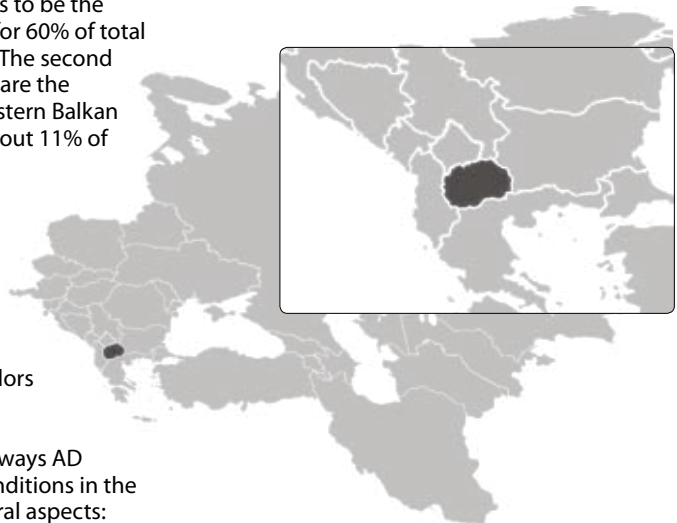 s to be the
or 60% of total
The second
are the
stern Balkan
out 11% of
lors
ways AD
nditions in the
ral aspects: